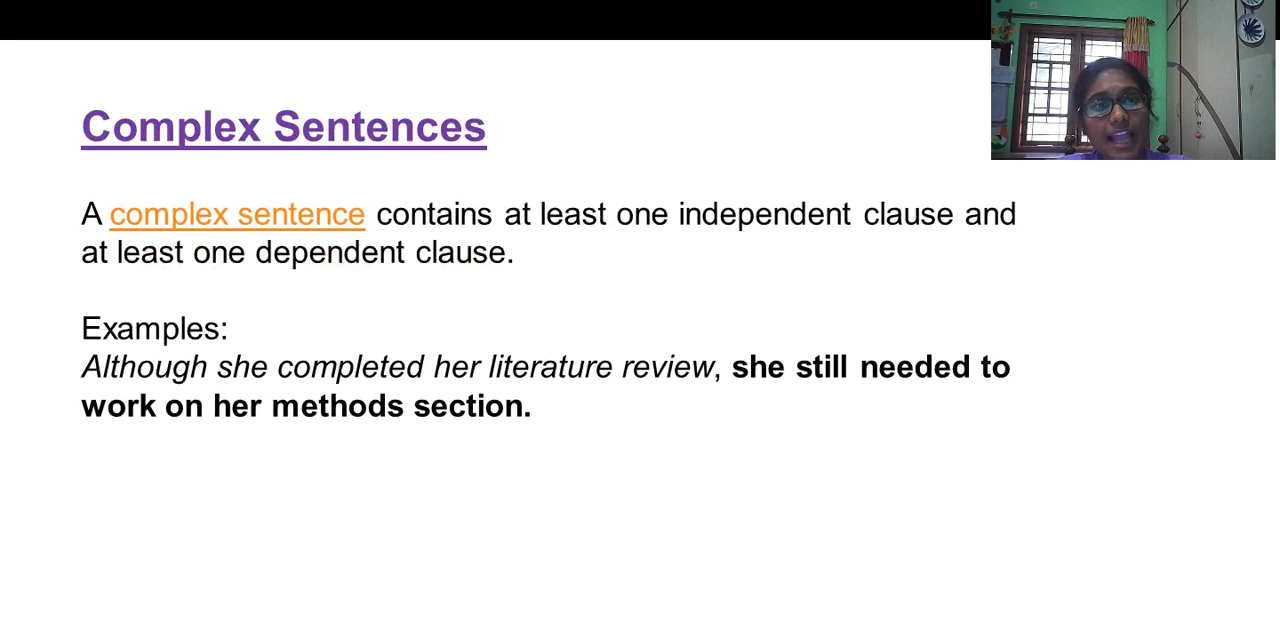 Complex Sentences
A complex sentence contains at least one independent clause and
at least one dependent clause.
Examples:
Although she completed her literature review, she still needed to
work on her methods section.